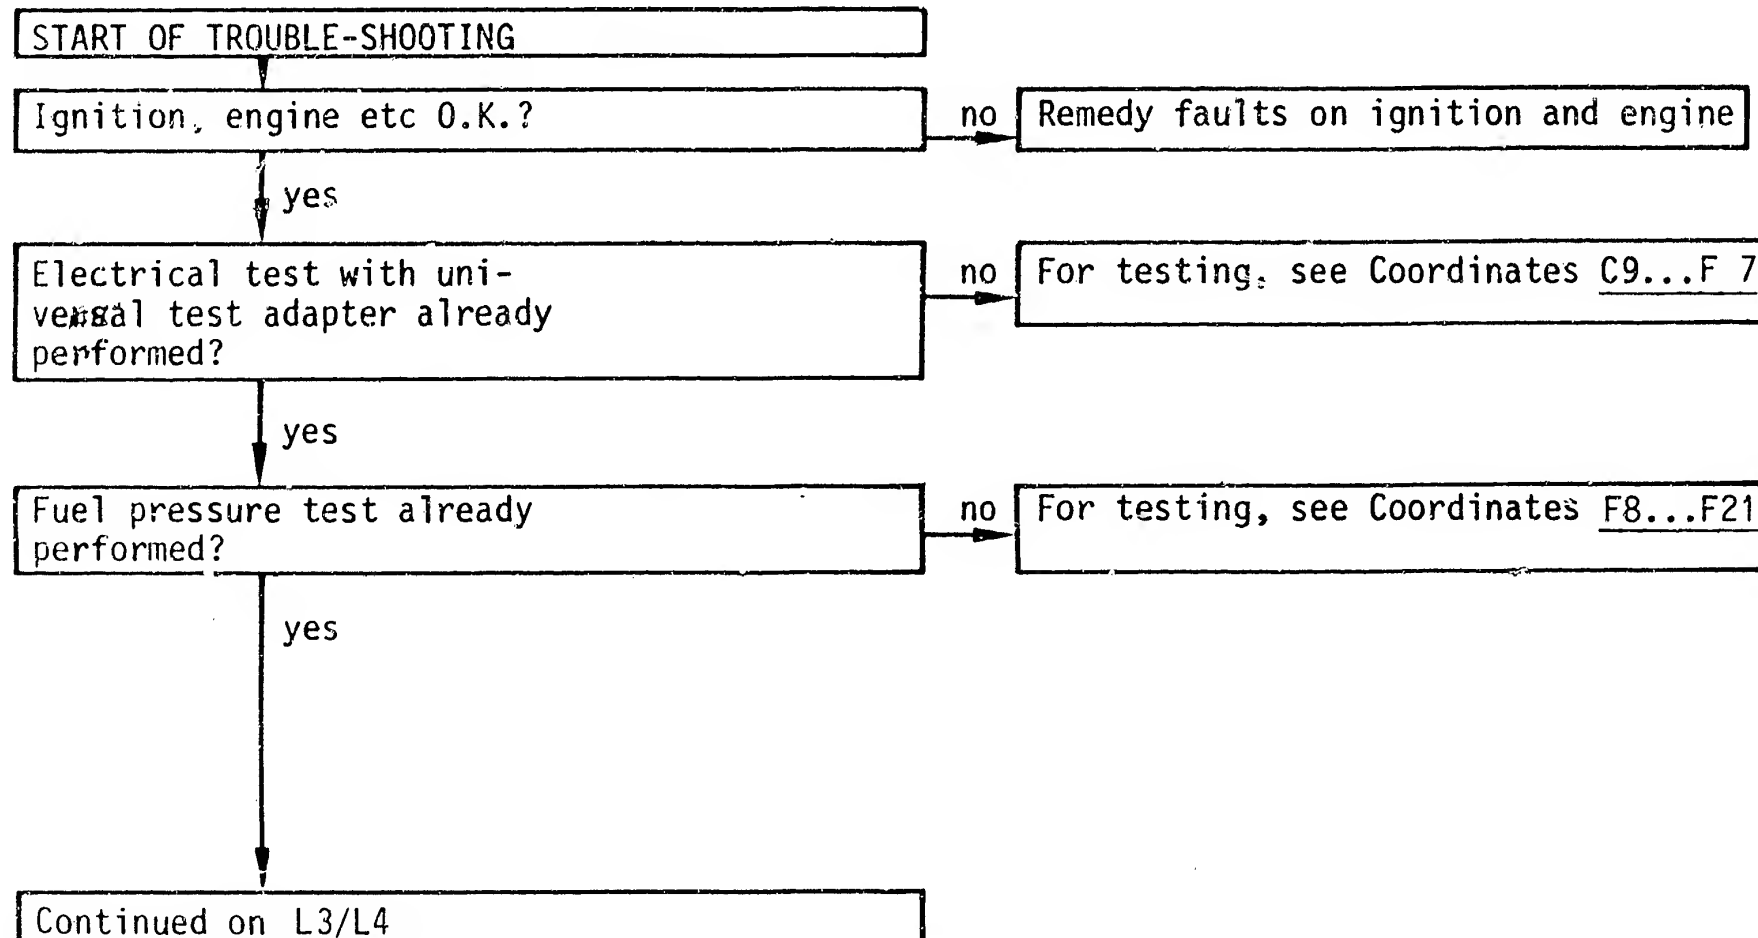 START OF TROUBLE-SHOOTING
Ignition, engine etc O.K.?
no
Remedy faults on ignition and engine
yes
Electrical test with uni-
versal test adapter already
performed?
no
For testing, see Coordinates C9...F 7
yes
Fuel pressure test already
performed?
no
For testing, see Coordinates F8...F21
yes
Continued on L3/L4